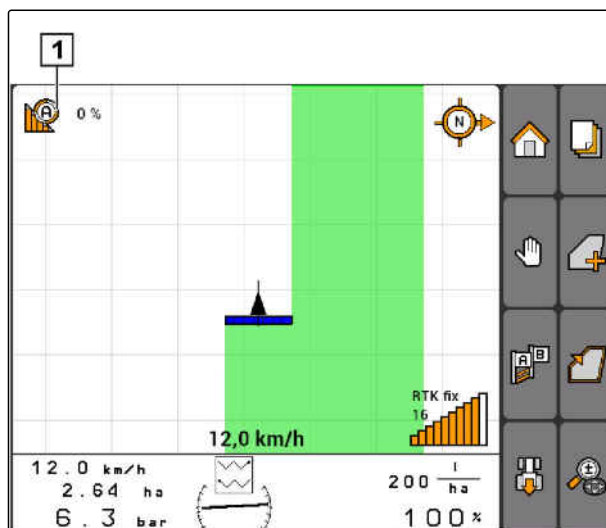 1
A
0 %
N
A B
RTK fix
16
12,0 km/h
12.0 km/h
2.64 ha
6.3 bar
200 l/ha
100 %